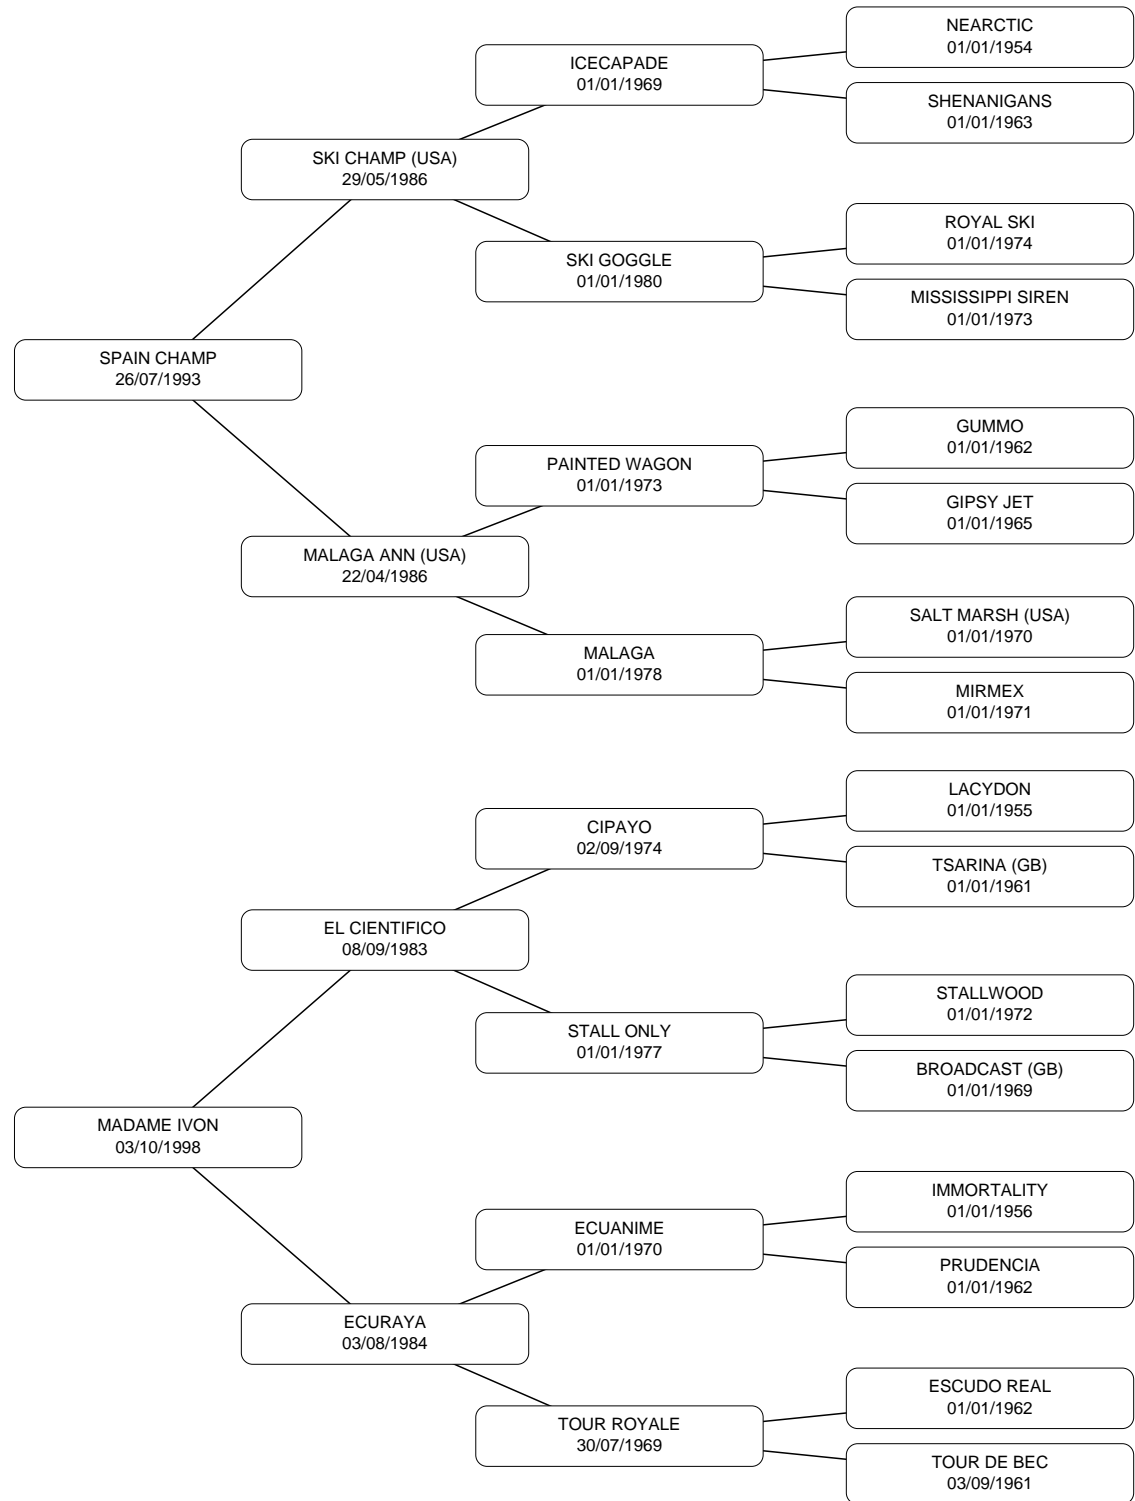 NEARCTIC
01/01/1954
ICECAPADE
01/01/1969
SHENANIGANS
01/01/1963
SKI CHAMP (USA)
29/05/1986
ROYAL SKI
01/01/1974
SKI GOGGLE
01/01/1980
MISSISSIPPI SIREN
01/01/1973
SPAIN CHAMP
26/07/1993
GUMMO
01/01/1962
PAINTED WAGON
01/01/1973
GIPSY JET
01/01/1965
MALAGA ANN (USA)
22/04/1986
SALT MARSH (USA)
01/01/1970
MALAGA
01/01/1978
MIRMEX
01/01/1971
LACYDON
01/01/1955
CIPAYO
02/09/1974
TSARINA (GB)
01/01/1961
EL CIENTIFICO
08/09/1983
STALLWOOD
01/01/1972
STALL ONLY
01/01/1977
BROADCAST (GB)
01/01/1969
MADAME IVON
03/10/1998
IMMORTALITY
01/01/1956
ECUANIME
01/01/1970
PRUDENCIA
01/01/1962
ECURAYA
03/08/1984
ESCUDO REAL
01/01/1962
TOUR ROYALE
30/07/1969
TOUR DE BEC
03/09/1961